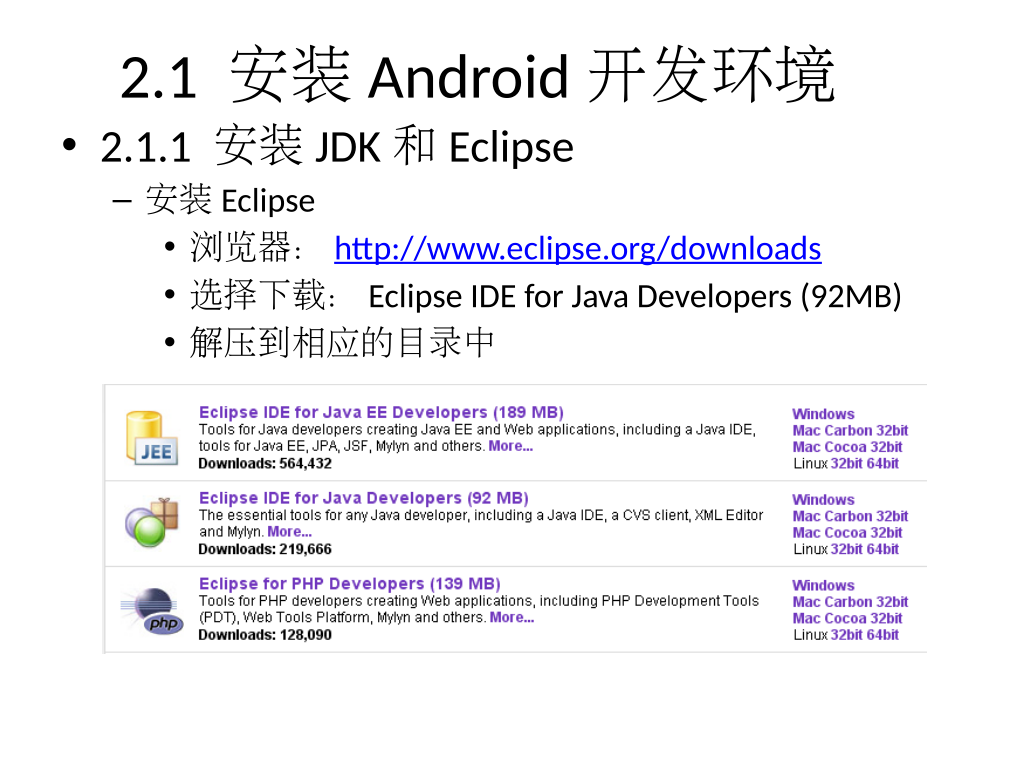 2.1 安装 Android 开发环境
• 2.1.1 安装 JDK 和 Eclipse
– 安装 Eclipse
• 浏览器： http://www.eclipse.org/downloads
• 选择下载： Eclipse IDE for Java Developers (92MB)
• 解压到相应的目录中
JEE
Eclipse IDE for Java EE Developers (189 MB)
Tools for Java developers creating Java EE and Web applications, including a Java IDE,
tools for Java EE, JPA, JSF, Mylyn and others. More...
Downloads: 564,432
Windows
Mac Carbon 32bit
Mac Cocoa 32bit
Linux 32bit 64bit
Eclipse IDE for Java Developers (92 MB)
The essential tools for any Java developer, including a Java IDE, a CVS client, XML Editor
and Mylyn. More...
Downloads: 219,666
Windows
Mac Carbon 32bit
Mac Cocoa 32bit
Linux 32bit 64bit
php
Eclipse for PHP Developers (139 MB)
Tools for PHP developers creating Web applications, including PHP Development Tools
(PDT), Web Tools Platform, Mylyn and others. More...
Downloads: 128,090
Windows
Mac Carbon 32bit
Mac Cocoa 32bit
Linux 32bit 64bit